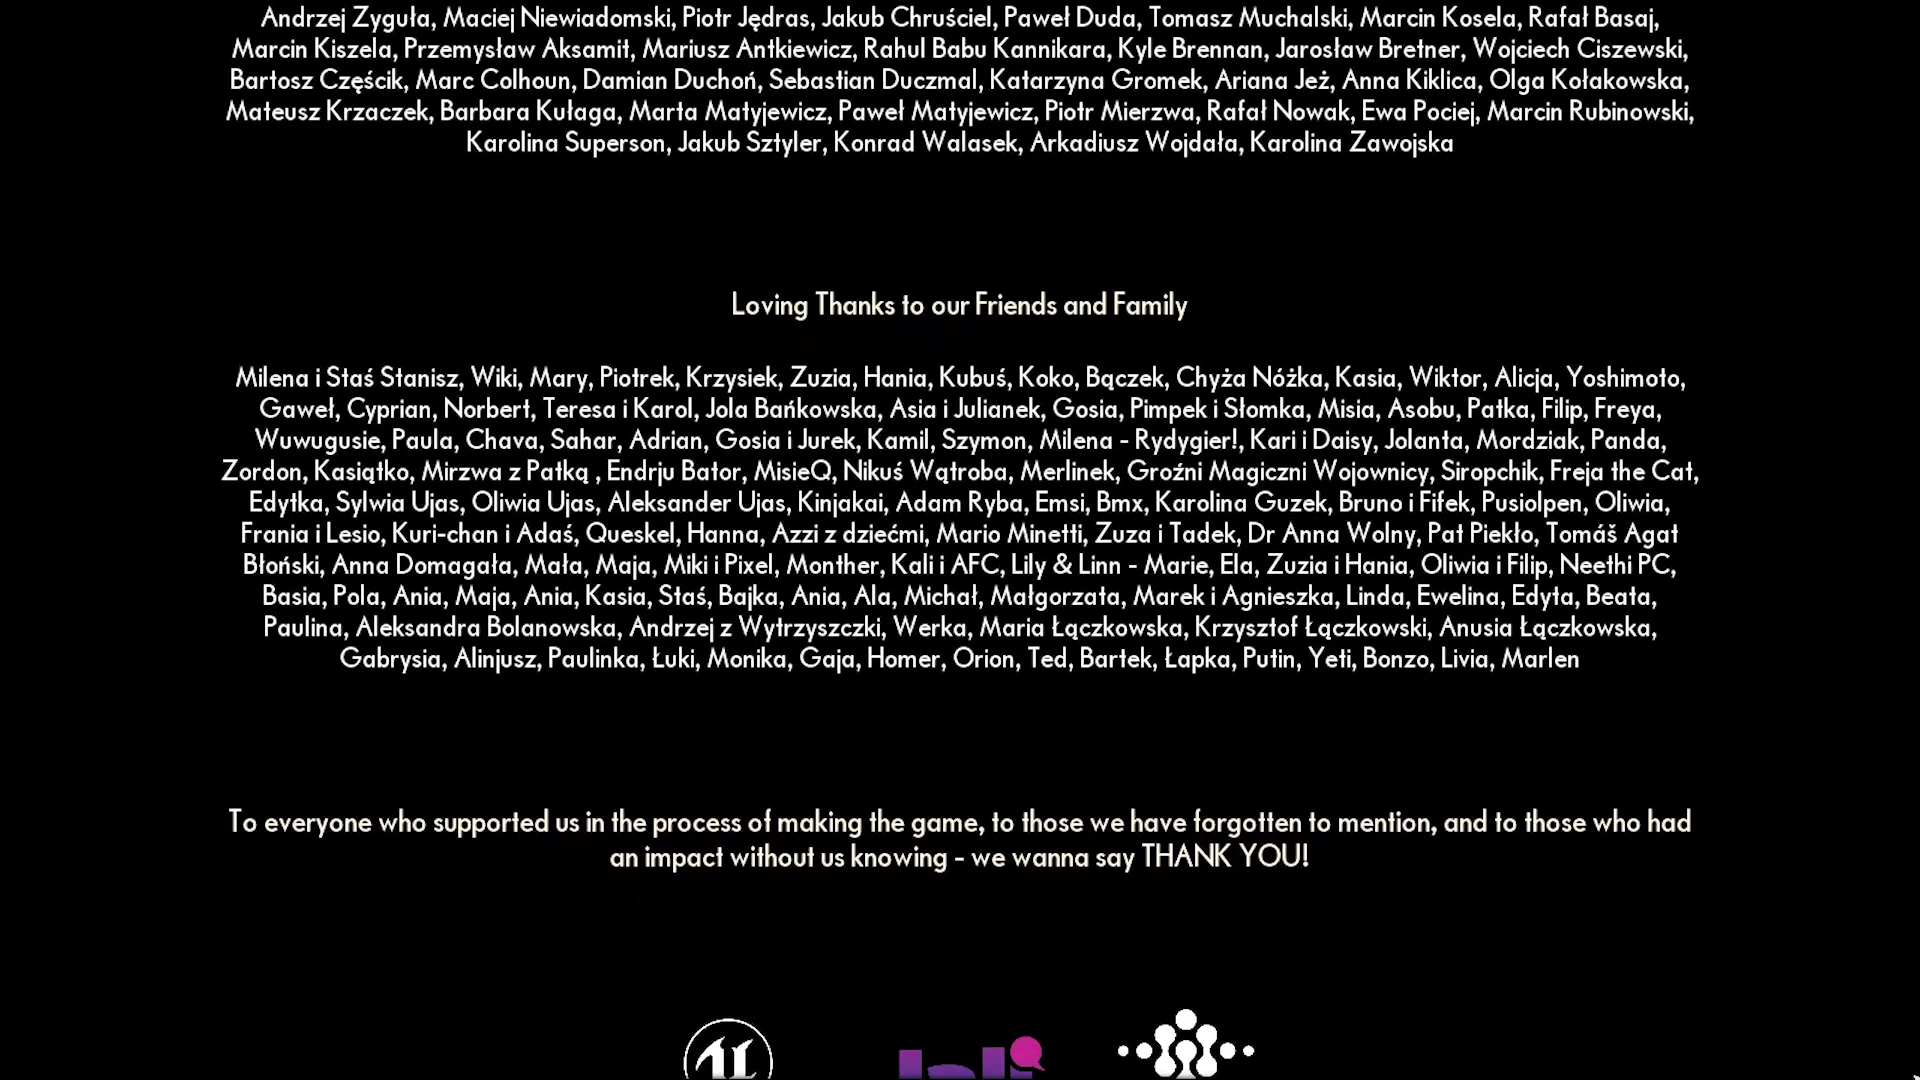 Andrzej Zyguła, Maciej Niewiadomski, Piotr Jędras, Jakub Chruściel, Paweł Duda, Tomasz Muchalski, Marcin Kosela, Rafał Basaj,
Marcin Kiszela, Przemysław Aksamit, Mariusz Antkiewicz, Rahul Babu Kannikara, Kyle Brennan, Jarosław Bretner, Wojciech Ciszewski,
Bartosz Częścik, Marc Colhoun, Damian Duchoń, Sebastian Duczmal, Katarzyna Gromek, Ariana Jeż, Anna Kiklica, Olga Kołakowska,
Mateusz Krzaczek, Barbara Kułaga, Marta Matyjewicz, Paweł Matyjewicz, Piotr Mierzwa, Rafał Nowak, Ewa Pociej, Marcin Rubinowski,
Karolina Superson, Jakub Sztyler, Konrad Walasek, Arkadiusz Wojdała, Karolina Zawojska
Loving Thanks to our Friends and Family
Milena i Staś Stanisz, Wiki, Mary, Piotrek, Krzysiek, Zuzia, Hania, Kubuś, Koko, Bączek, Chyża Nóżka, Kasia, Wiktor, Alicja, Yoshimoto,
Gaweł, Cyprian, Norbert, Teresa i Karol, Jola Bańkowska, Asia i Julianek, Gosia, Pimpek i Słomka, Misia, Asobu, Patka, Filip, Freya,
Wuwugusie, Paula, Chava, Sahar, Adrian, Gosia i Jurek, Kamil, Szymon, Milena - Rydygier!, Kari i Daisy, Jolanta, Mordziak, Panda,
Zordon, Kasiątko, Mirzwa z Patką , Endrju Bator, MisieQ, Nikuś Wątroba, Merlinek, Groźni Magiczni Wojownicy, Siropchik, Freja the Cat,
Edytka, Sylwia Ujas, Oliwia Ujas, Aleksander Ujas, Kinjakai, Adam Ryba, Emsi, Bmx, Karolina Guzek, Bruno i Fifek, Pusiolpen, Oliwia,
Frania i Lesio, Kuri-chan i Adaś, Queskel, Hanna, Azzi z dziećmi, Mario Minetti, Zuza i Tadek, Dr Anna Wolny, Pat Piekło, Tomáš Agat
Błoński, Anna Domagała, Mała, Maja, Miki i Pixel, Monther, Kali i AFC, Lily & Linn - Marie, Ela, Zuzia i Hania, Oliwia i Filip, Neethi PC,
Basia, Pola, Ania, Maja, Ania, Kasia, Staś, Bajka, Ania, Ala, Michał, Małgorzata, Marek i Agnieszka, Linda, Ewelina, Edyta, Beata,
Paulina, Aleksandra Bolanowska, Andrzej z Wytrzyszczki, Werka, Maria Łączkowska, Krzysztof Łączkowski, Anusia Łączkowska,
Gabrysia, Alinjusz, Paulinka, Łuki, Monika, Gaja, Homer, Orion, Ted, Bartek, Łapka, Putin, Yeti, Bonzo, Livia, Marlen
To everyone who supported us in the process of making the game, to those we have forgotten to mention, and to those who had
an impact without us knowing - we wanna say THANK YOU!